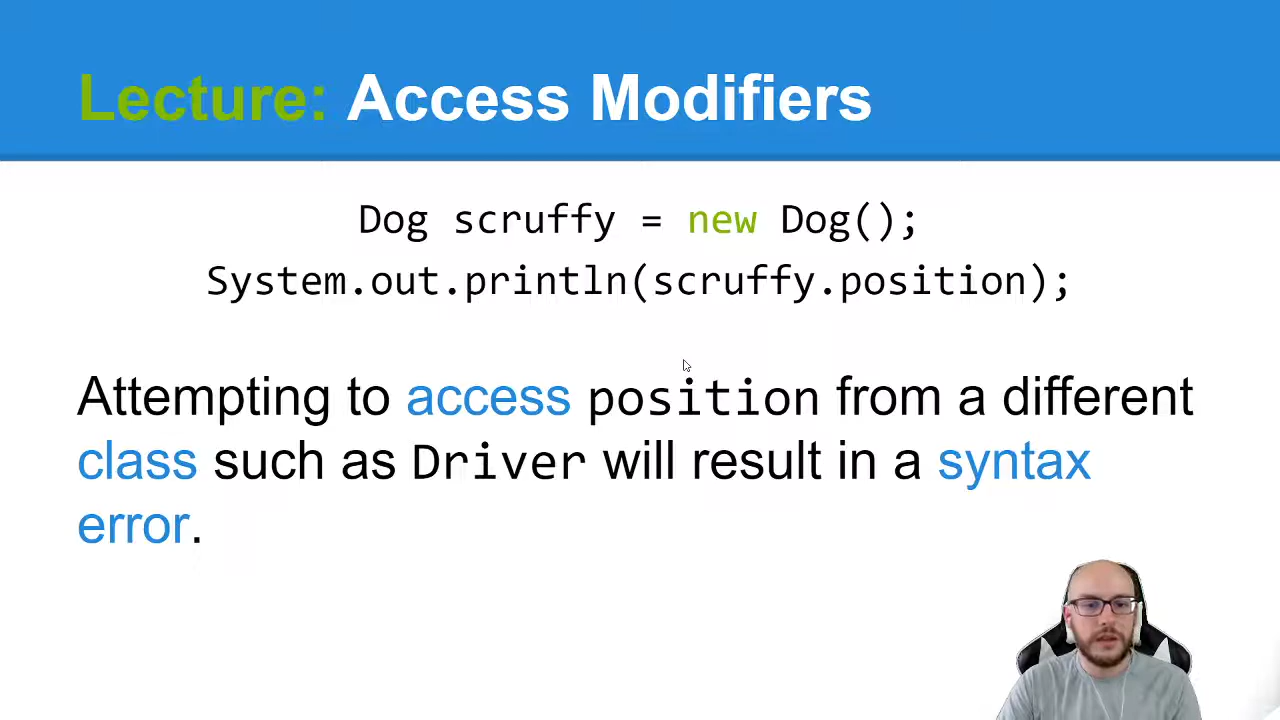 Lecture: Access Modifiers
Dog scruffy = new Dog();
System.out.println(scruffy.position);
Attempting to access position from a different
class such as Driver will result in a syntax
error.